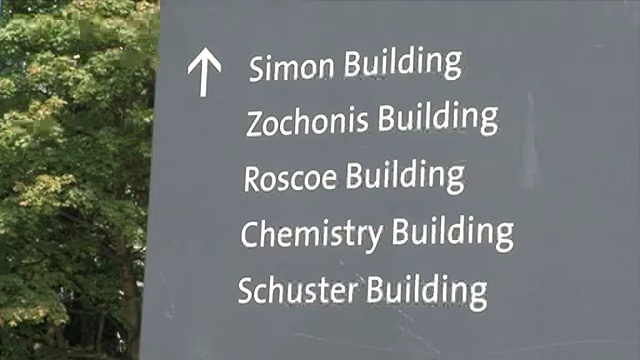 ↑ Simon Building
Zochonis Building
Roscoe Building
Chemistry Building
Schuster Building